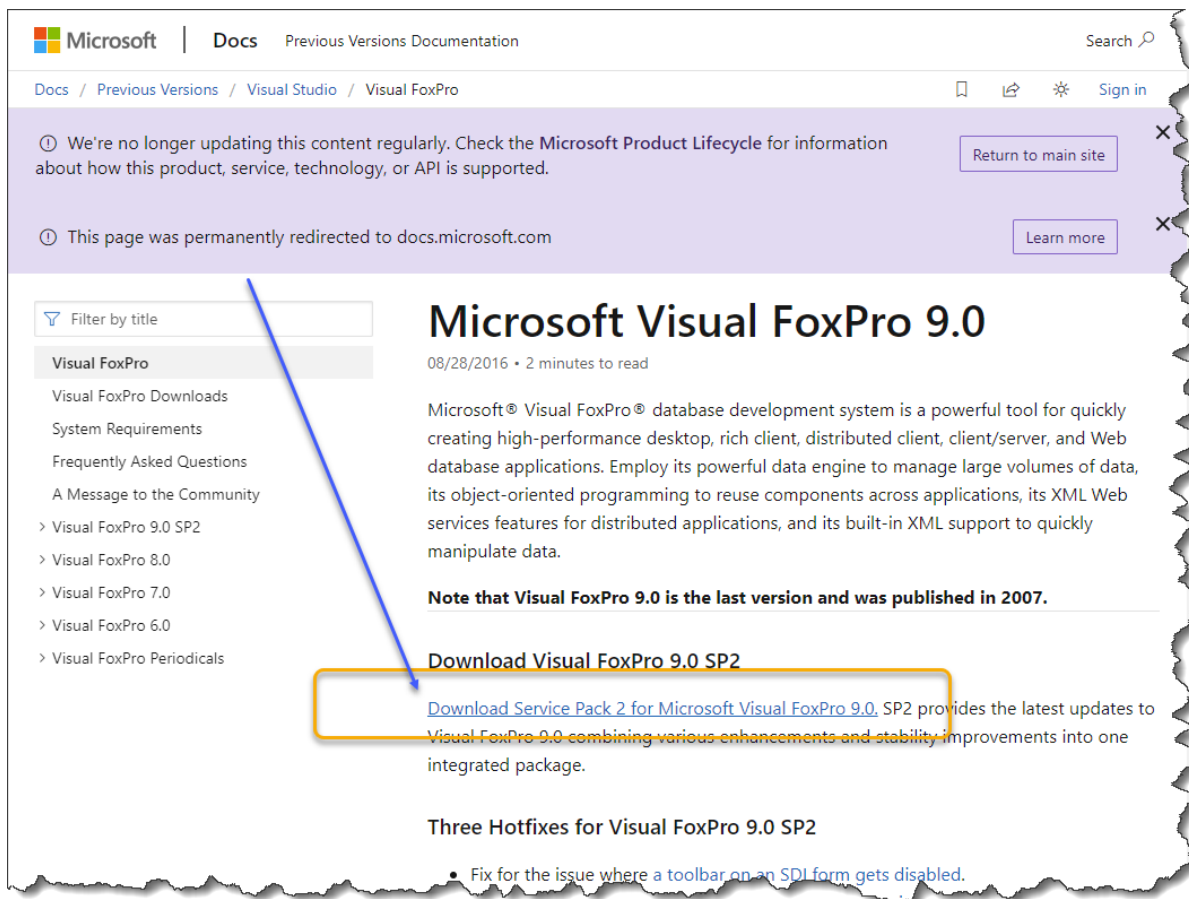 Microsoft | Docs Previous Versions Documentation Search
Docs / Previous Versions / Visual Studio / Visual FoxPro Sign in
We're no longer updating this content regularly. Check the Microsoft Product Lifecycle for information
about how this product, service, technology, or API is supported.
Return to main site
This page was permanently redirected to docs.microsoft.com
Learn more
Filter by title
Visual FoxPro
Visual FoxPro Downloads
System Requirements
Frequently Asked Questions
A Message to the Community
> Visual FoxPro 9.0 SP2
> Visual FoxPro 8.0
> Visual FoxPro 7.0
> Visual FoxPro 6.0
> Visual FoxPro Periodicals
Microsoft Visual FoxPro 9.0
08/28/2016 • 2 minutes to read
Microsoft® Visual FoxPro® database development system is a powerful tool for quickly
creating high-performance desktop, rich client, distributed client, client/server, and Web
database applications. Employ its powerful data engine to manage large volumes of data,
its object-oriented programming to reuse components across applications, its XML Web
services features for distributed applications, and its built-in XML support to quickly
manipulate data.
Note that Visual FoxPro 9.0 is the last version and was published in 2007.
Download Visual FoxPro 9.0 SP2
Download Service Pack 2 for Microsoft Visual FoxPro 9.0. SP2 provides the latest updates to
Visual FoxPro 9.0 combining various enhancements and stability improvements into one
integrated package.
Three Hotfixes for Visual FoxPro 9.0 SP2
• Fix for the issue where a toolbar on an SDI form gets disabled.